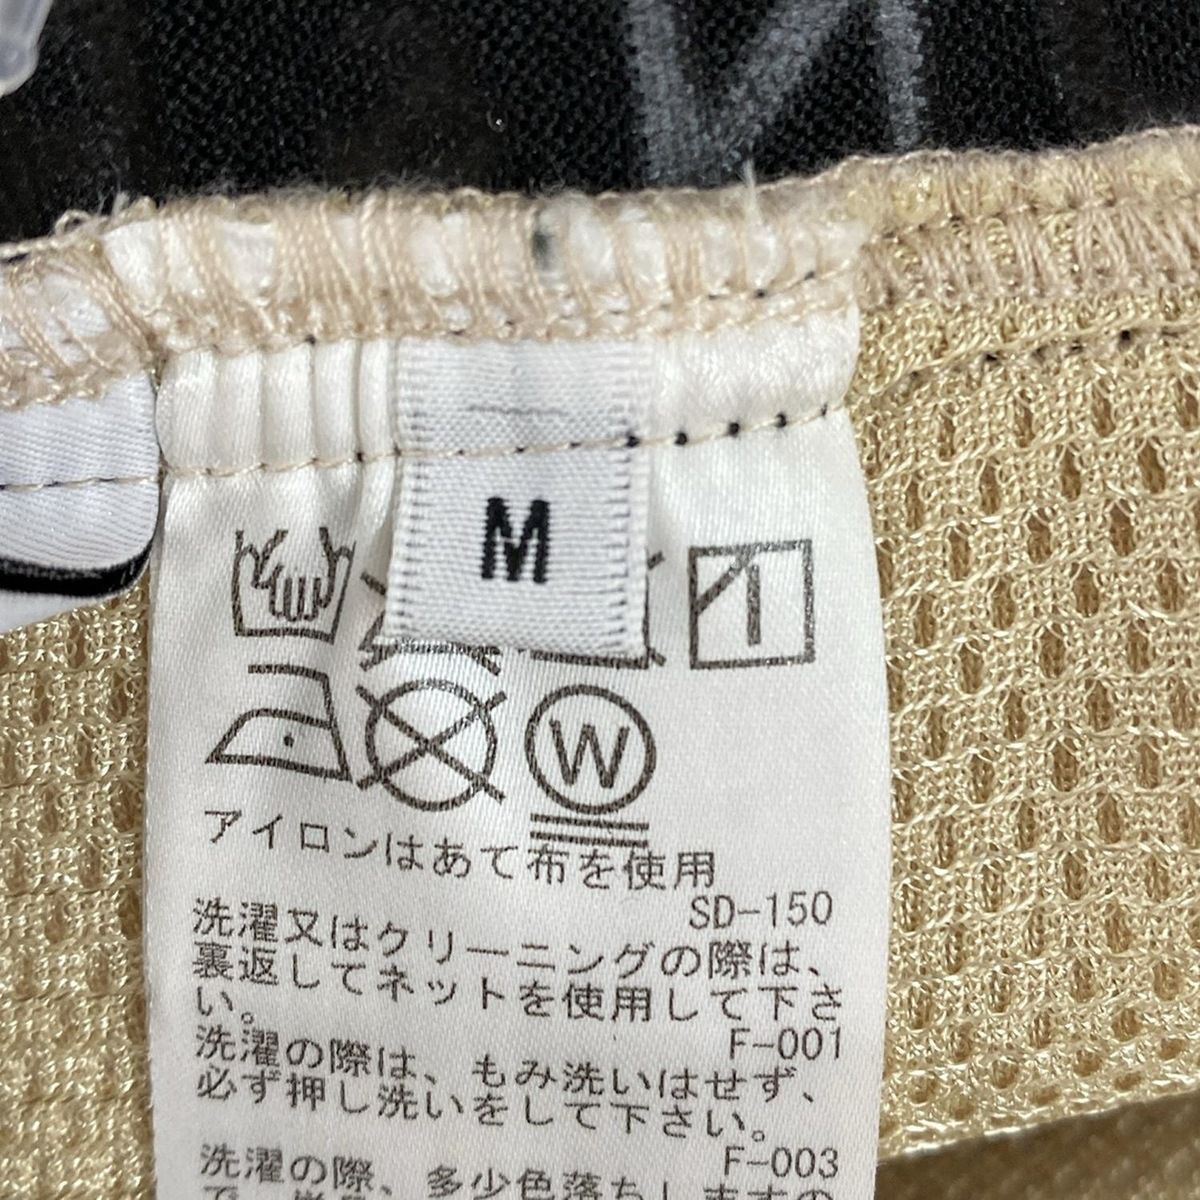 M
W
アイロンはあて布を使用
SD-150
洗濯又はクリーニングの際は、
裏返してネットを使用して下さ
い。
F-001
洗濯の際は、もみ洗いはせず、
必ず押し洗いをして下さい。
F-003
洗濯の際、多少色落ちしますの